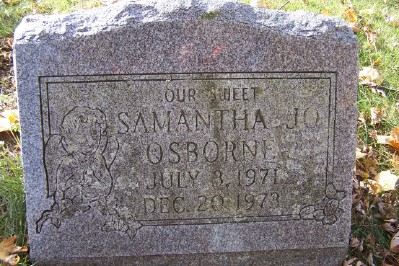 OUR SWEET
SAMANTHA JO
OSBORNE
JULY 3, 1971
DEC. 20, 1973